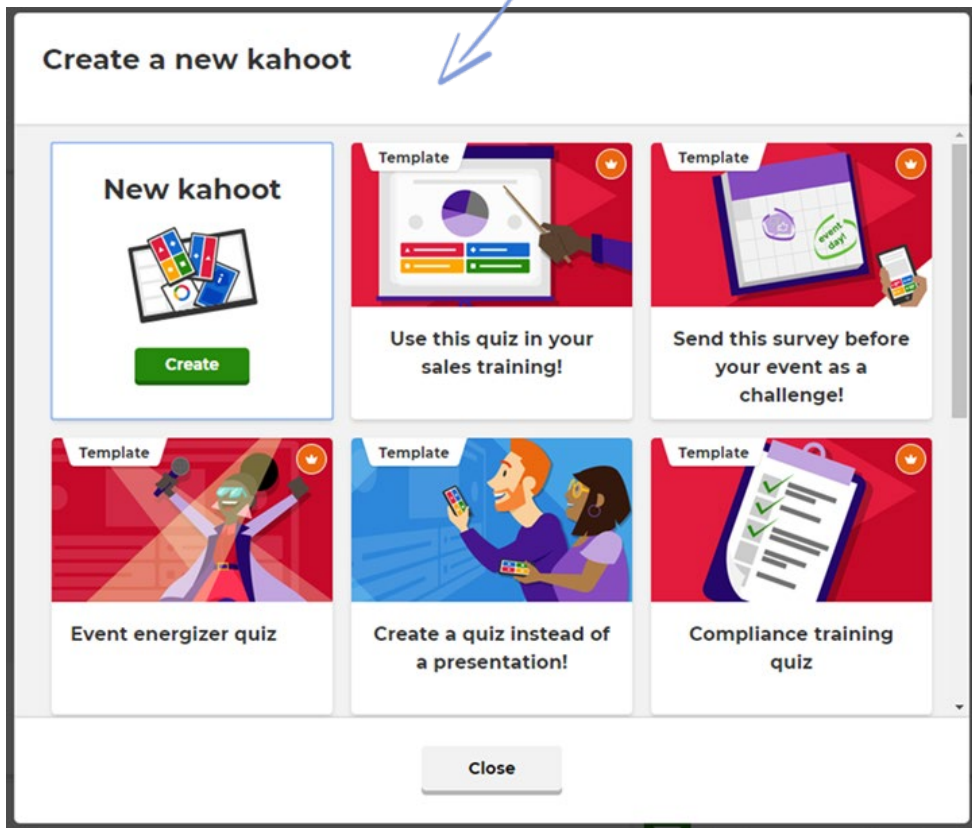 Create a new kahoot
New kahoot
Create
Template
Use this quiz in your
sales training!
Template
event
day!
Send this survey before
your event as a
challenge!
Template
Event energizer quiz
Template
Create a quiz instead of
a presentation!
Template
Compliance training
quiz
Close